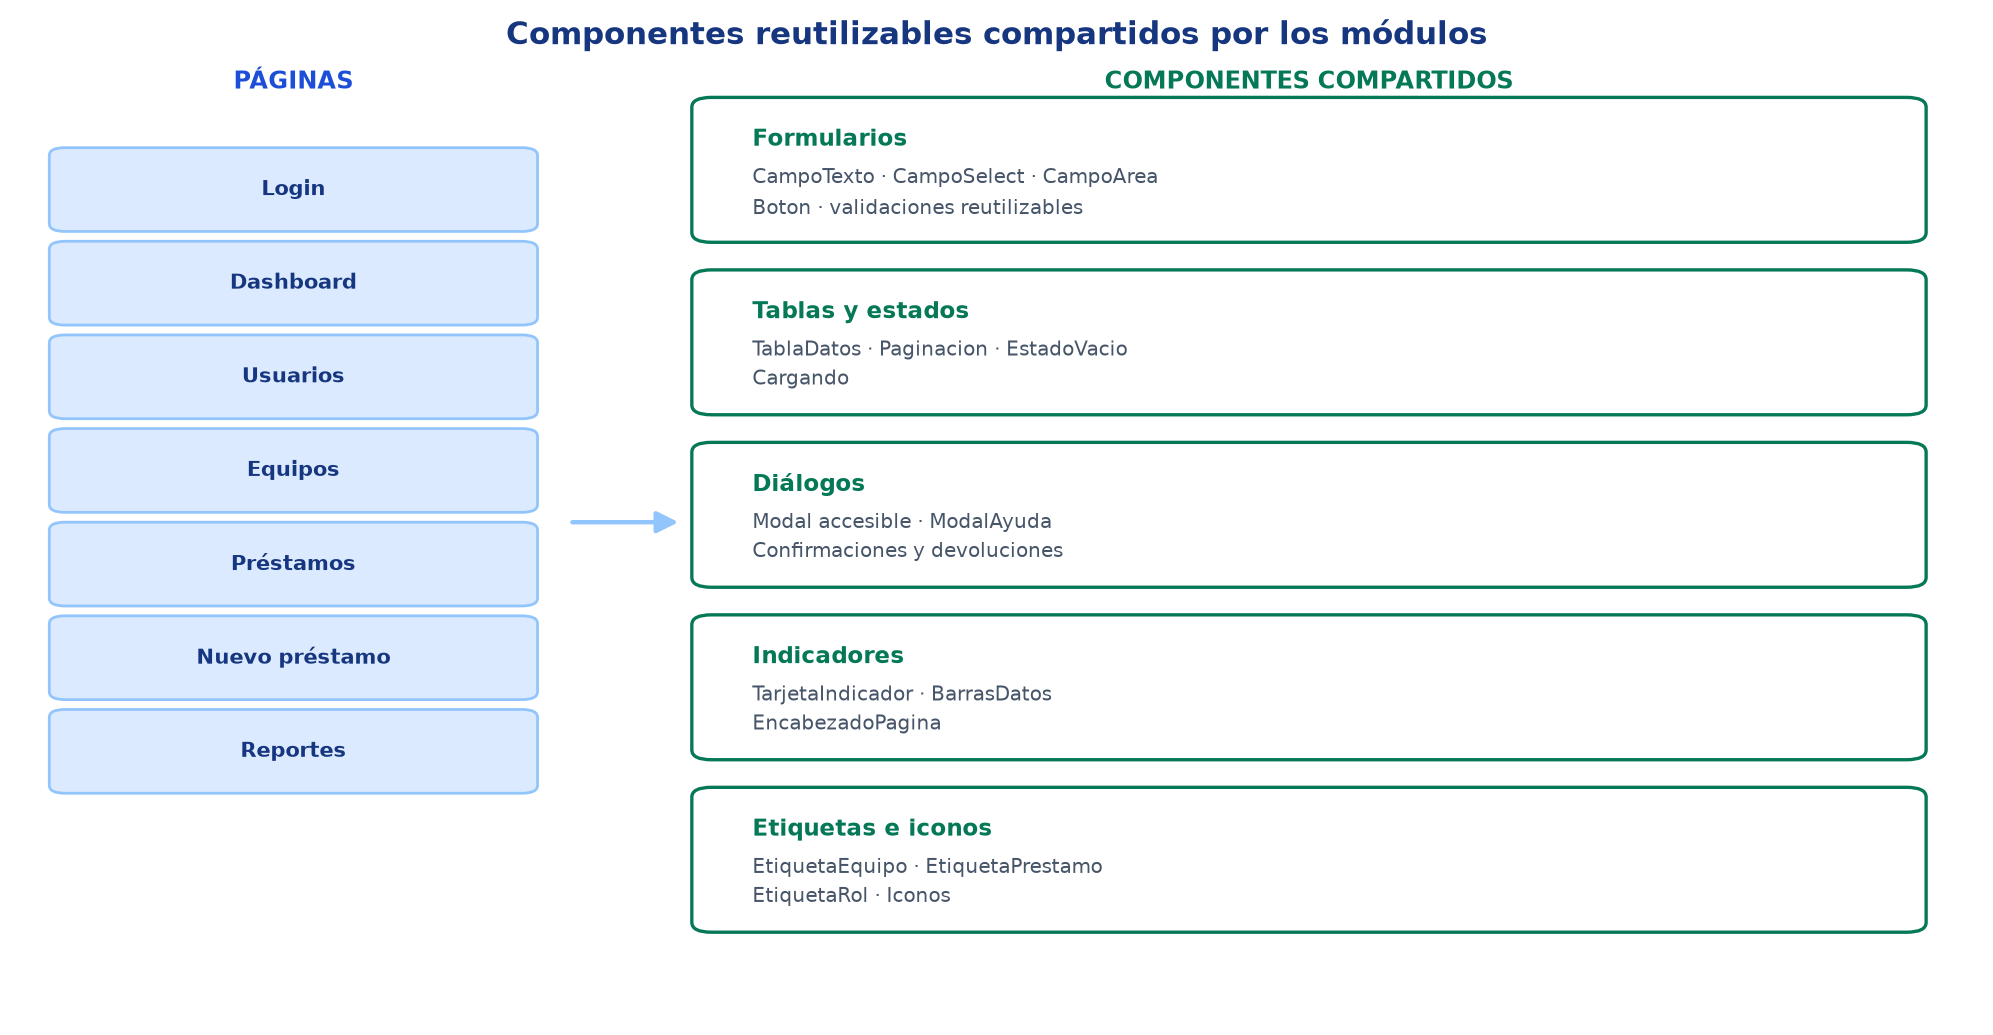 Componentes reutilizables compartidos por los módulos
PÁGINAS
Login
Dashboard
Usuarios
Equipos
Préstamos
Nuevo préstamo
Reportes
COMPONENTES COMPARTIDOS
Formularios
CampoTexto · CampoSelect · CampoArea
Boton · validaciones reutilizables
Tablas y estados
TablaDatos · Paginacion · EstadoVacio
Cargando
Diálogos
Modal accesible · ModalAyuda
Confirmaciones y devoluciones
Indicadores
TarjetaIndicador · BarrasDatos
EncabezadoPagina
Etiquetas e iconos
EtiquetaEquipo · EtiquetaPrestamo
EtiquetaRol · Iconos